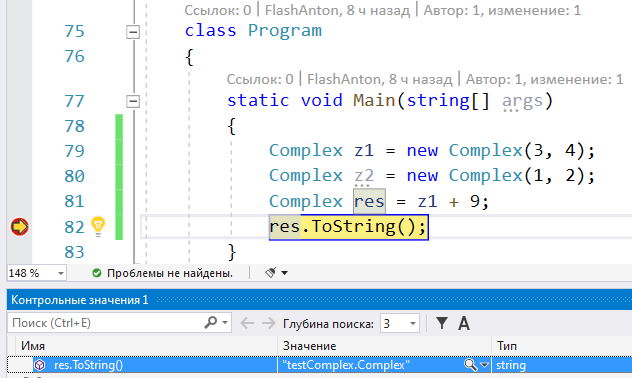 Ссылок: 0 | FlashAnton, 8 ч назад | Автор: 1, изменение: 1
75 class Program
76 {
Ссылок: 0 | FlashAnton, 8 ч назад | Автор: 1, изменение: 1
77 static void Main(string[] args)
78 {
79 Complex z1 = new Complex(3, 4);
80 Complex z2 = new Complex(1, 2);
81 Complex res = z1 + 9;
82 res.ToString();
83 }
148 % Проблемы не найдены.
Контрольные значения 1
Поиск (Ctrl+E) Глубина поиска: 3 A
Имя Значение Тип
res.ToString() "testComplex.Complex" string